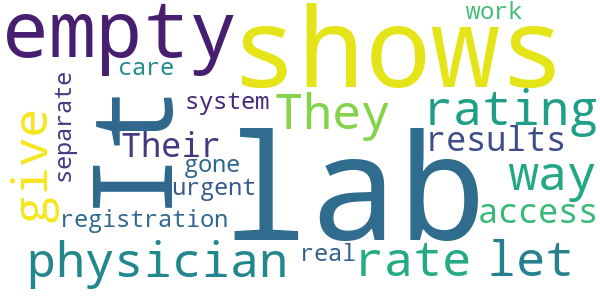 empty
shows
work
care
separate
system
They
rating
It
Their
results
give
gone
way
urgent
lab
access
registration
physician
real
rate
let